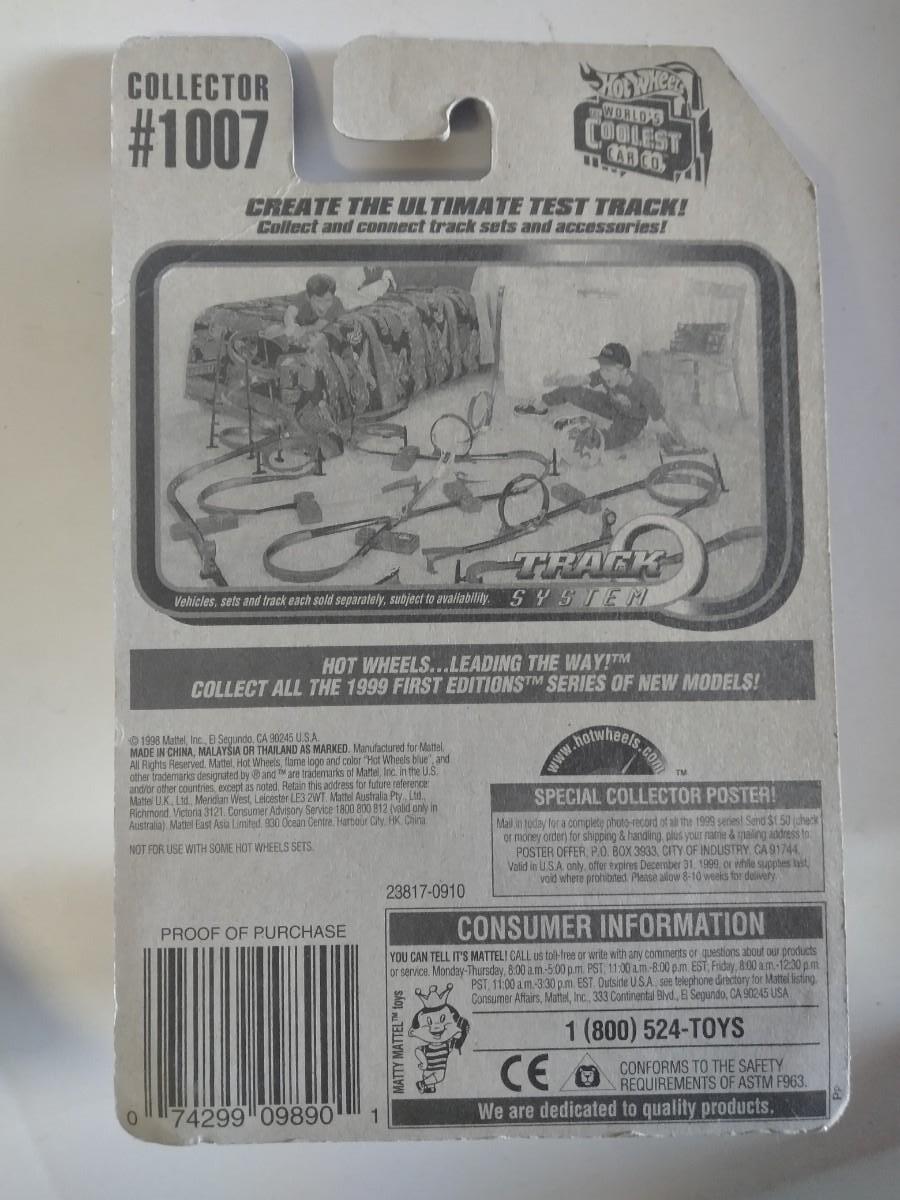 COLLECTOR
#1007
HOT WHEELS
WORLD'S
COOLEST
CAR CO.™
CREATE THE ULTIMATE TEST TRACK!
Collect and connect track sets and accessories!
TRACK
SYSTEM
Vehicles, sets and track each sold separately, subject to availability.
HOT WHEELS...LEADING THE WAY!™
COLLECT ALL THE 1999 FIRST EDITIONS™ SERIES OF NEW MODELS!
© 1998 Mattel, Inc., El Segundo, CA 90245 U.S.A.
MADE IN CHINA, MALAYSIA OR THAILAND AS MARKED. Manufactured for Mattel.
All Rights Reserved. Mattel, Hot Wheels, flame logo and color "Hot Wheels blue", and
other trademarks designated by ® and ™ are trademarks of Mattel, Inc. in the U.S.
and/or other countries, except as noted. Retain this address for future reference:
Mattel U.K., Ltd., Meridian West, Leicester LE3 2WT. Mattel Australia Pty., Ltd.,
Richmond, Victoria 3121. Consumer Advisory Service 1800 800 812 (valid only in
Australia). Mattel East Asia Limited, 930 Ocean Centre, Harbour City, HK, China.
NOT FOR USE WITH SOME HOT WHEELS SETS.
www.hotwheels.com
™
SPECIAL COLLECTOR POSTER!
Mail in today for a complete photo-record of all the 1999 series! Send $1.50 (check
or money order) for shipping & handling, plus your name & mailing address to:
POSTER OFFER, P.O. BOX 3933, CITY OF INDUSTRY, CA 91744.
Valid in U.S.A. only, offer expires December 31, 1999, or while supplies last,
void where prohibited. Please allow 8-10 weeks for delivery.
23817-0910
PROOF OF PURCHASE
0 74299 09890 1
CONSUMER INFORMATION
YOU CAN TELL IT'S MATTEL! CALL us toll-free or write with any comments or questions about our products
or service. Monday-Thursday, 8:00 a.m.-5:00 p.m. PST, 11:00 a.m.-8:00 p.m. EST; Friday, 8:00 a.m.-12:30 p.m.
PST, 11:00 a.m.-3:30 p.m. EST. Outside U.S.A., see telephone directory for Mattel listing.
Consumer Affairs, Mattel, Inc., 333 Continental Blvd., El Segundo, CA 90245 USA
MATTY MATTEL™ toys
1 (800) 524-TOYS
CE
CONFORMS TO THE SAFETY
REQUIREMENTS OF ASTM F963.
We are dedicated to quality products.